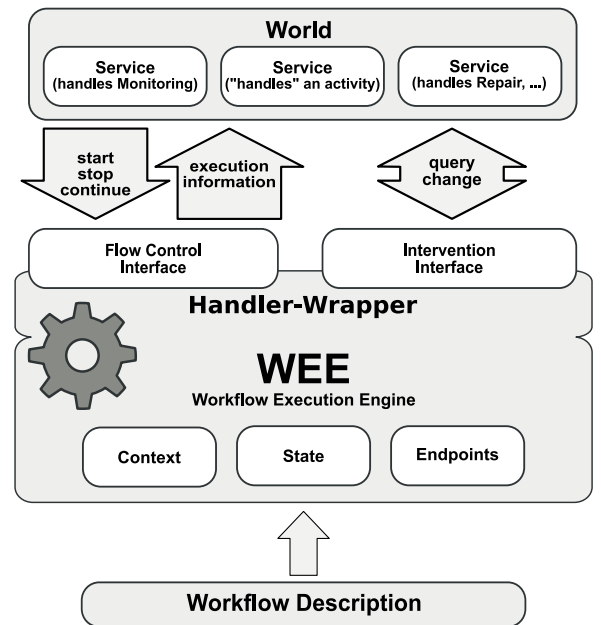 World
Service
(handles Monitoring)
Service
("handles" an activity)
Service
(handles Repair, ...)
start
stop
continue
execution
information
query
change
Flow Control
Interface
Intervention
Interface
Handler-Wrapper
WEE
Workflow Execution Engine
Context
State
Endpoints
Workflow Description